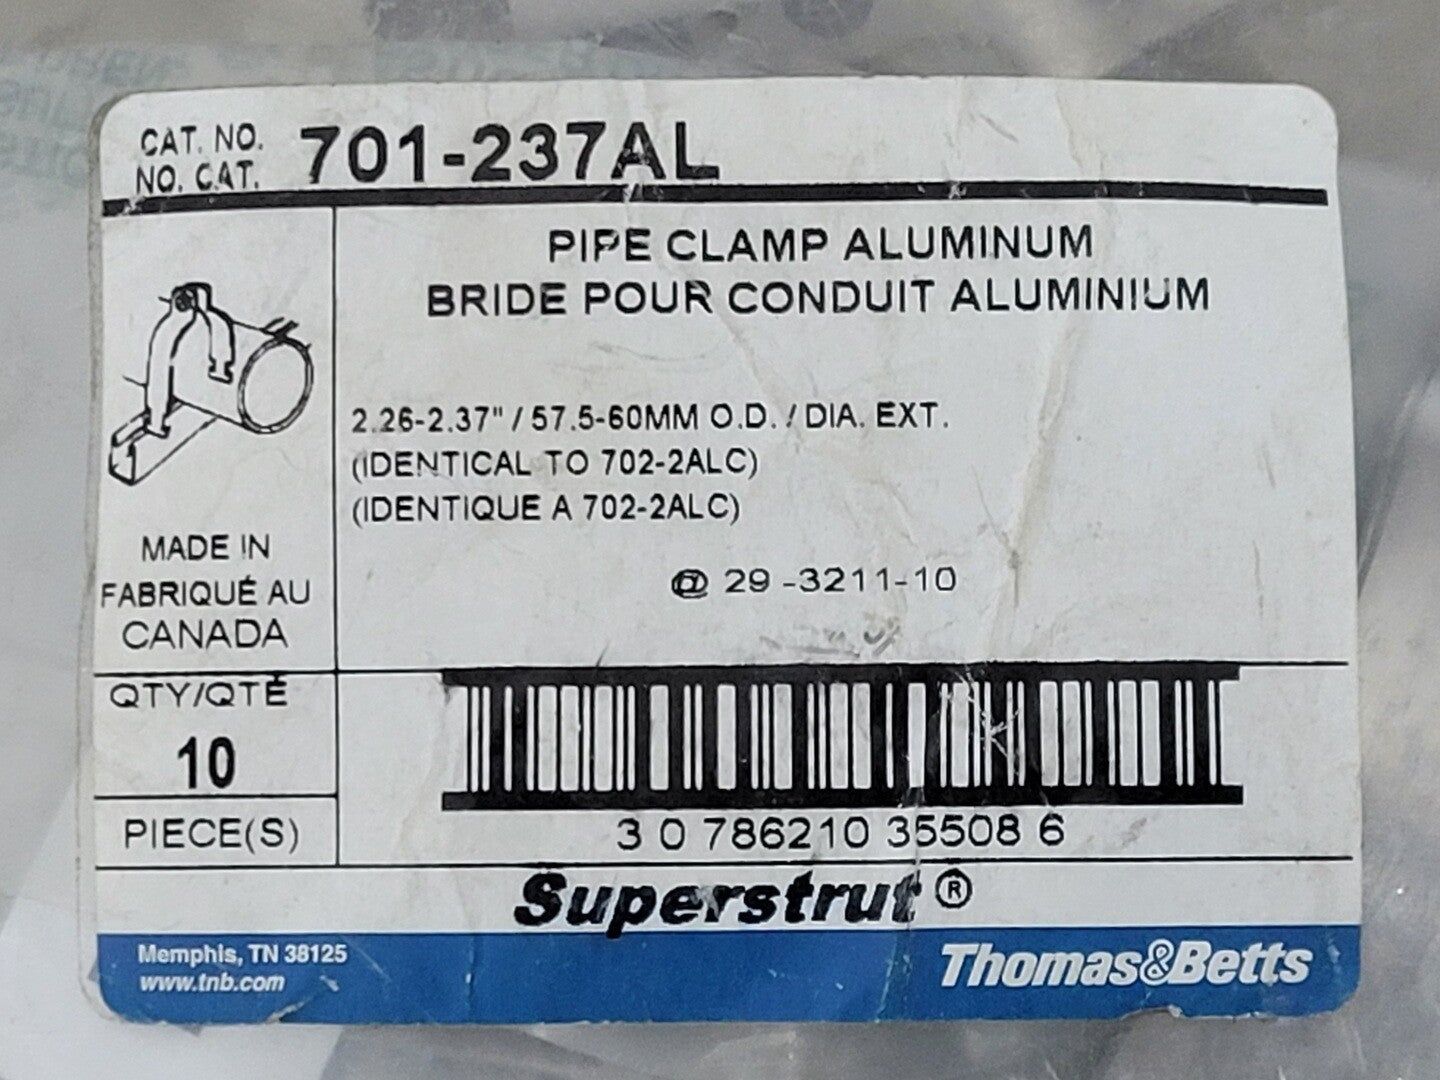 CAT. NO. 701-237AL
NO. CAT.
PIPE CLAMP ALUMINUM
BRIDE POUR CONDUIT ALUMINIUM
2.26-2.37" / 57.5-60MM O.D. / DIA. EXT.
(IDENTICAL TO 702-2ALC)
(IDENTIQUE A 702-2ALC)
@ 29 -3211-10
MADE IN
FABRIQUÉ AU
CANADA
QTY/QTÉ
10
PIECE(S)
3 0 786210 35508 6
Superstrut ®
Memphis, TN 38125
www.tnb.com
Thomas&Betts